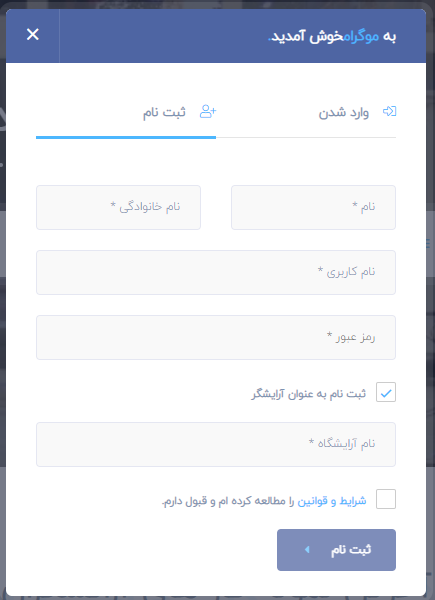 به موگرام‌خوش آمدید.
وارد شدن
ثبت نام
نام *
نام خانوادگی *
نام کاربری *
رمز عبور *
ثبت نام به عنوان آرایشگر
نام آرایشگاه *
شرایط و قوانین را مطالعه کرده ام و قبول دارم.
ثبت نام